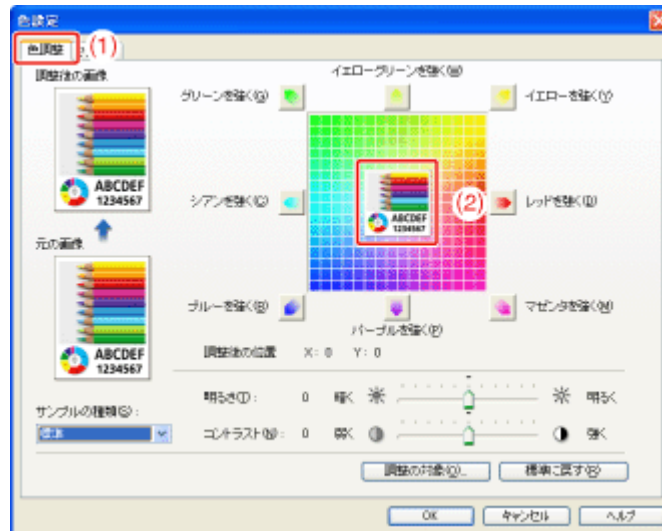 色設定
色調整 (1)
調整後の画像
ABCDEF
1234567
元の画像
ABCDEF
1234567
サンプルの種類(S):
標準
イエローグリーンを強く(W)
グリーンを強く(G)
イエローを強く(Y)
シアンを強く(C)
ABCDEF
1234567
(2)
レッドを強く(D)
ブルーを強く(B)
マゼンタを強く(M)
パープルを強く(P)
調整後の位置 X: 0 Y: 0
明るさ(I): 0 暗く 明るく
コントラスト(N): 0 弱く 強く
調整の対象(O)...
標準に戻す(R)
OK
キャンセル
ヘルプ